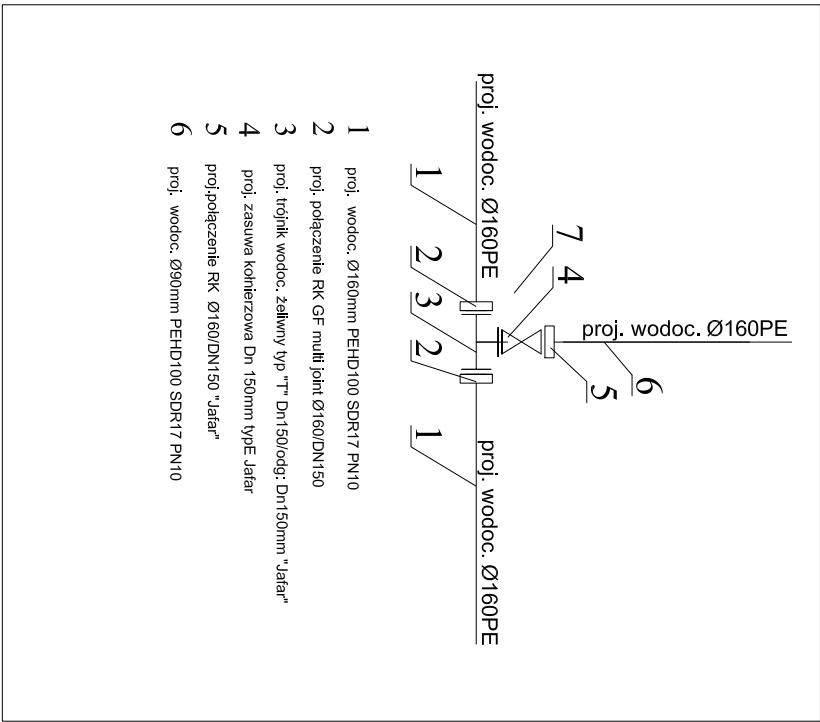 proj. wodoc. Ø160PE
1
2
3
2
1
proj. wodoc. Ø160PE
7
4
5
6
proj. wodoc. Ø160PE
1 proj. wodoc. Ø160mm PEHD100 SDR17 PN10
2 proj. połączenie RK GF multi joint Ø160/DN150
3 proj. trójnik wodoc. żeliwny typ "T" Dn150/odg: Dn150mm "Jafar"
4 proj. zasuwa kołnierzowa Dn 150mm typE Jafar
5 proj.połączenie RK Ø160/DN150 "Jafar"
6 proj. wodoc. Ø90mm PEHD100 SDR17 PN10